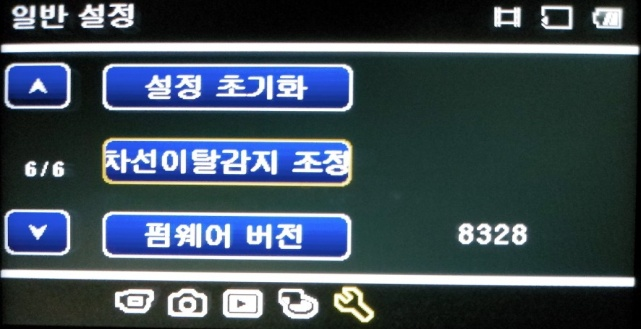 일반 설정
설정 초기화
6/6
차선이탈감지 조정
펌웨어 버전
8328